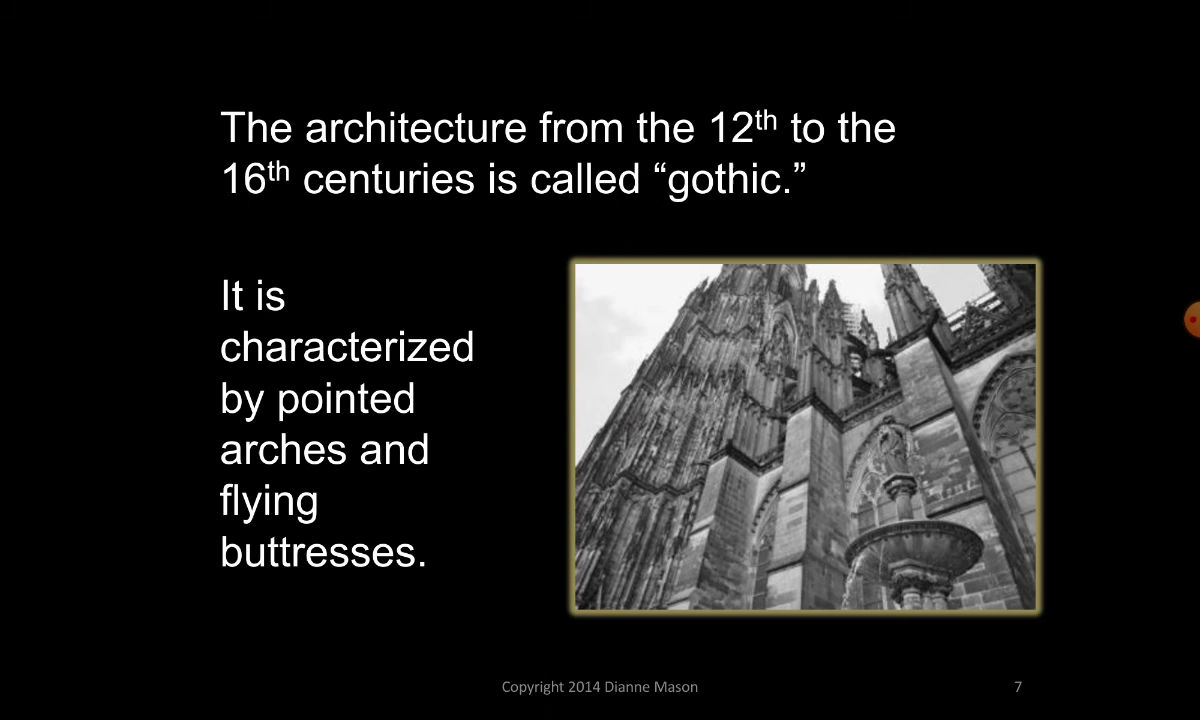 The architecture from the 12th to the
16th centuries is called “gothic.”
It is
characterized
by pointed
arches and
flying
buttresses.
Copyright 2014 Dianne Mason
7